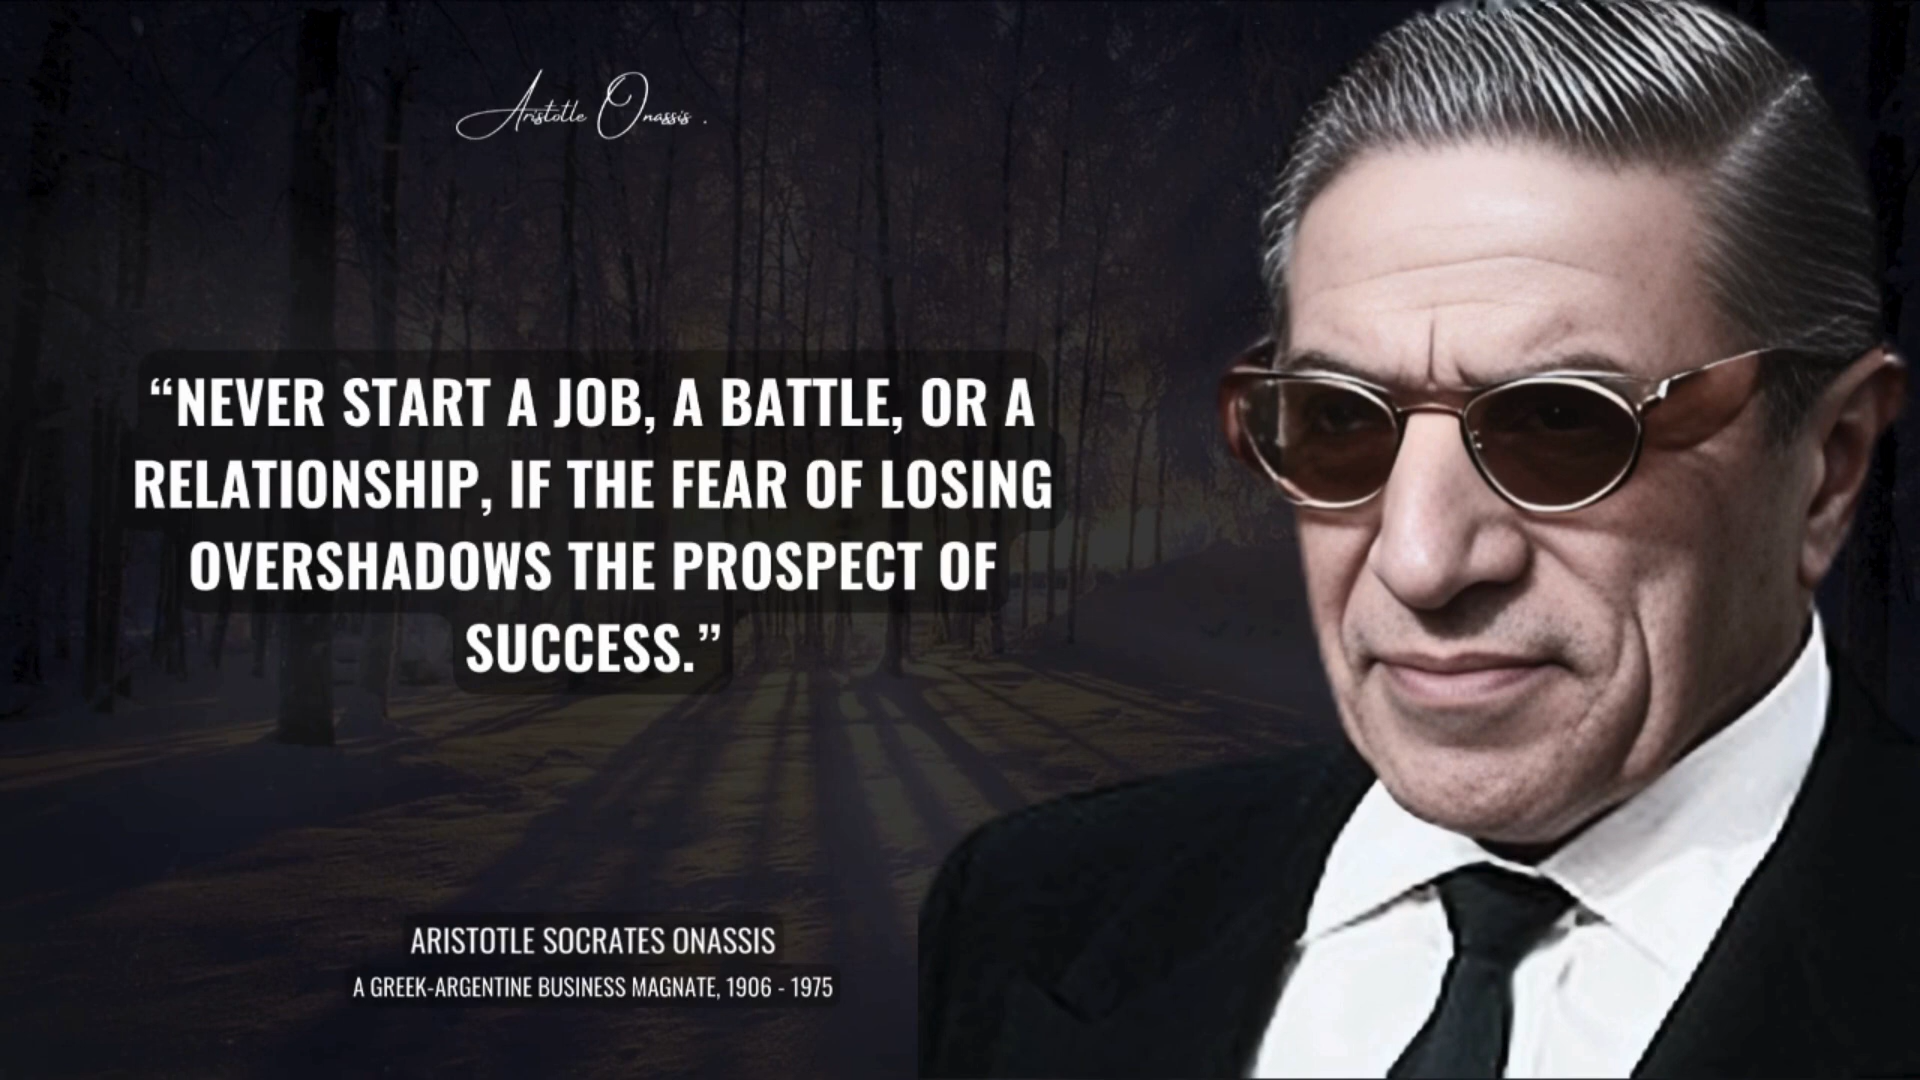 Aristotle Onassis .
“NEVER START A JOB, A BATTLE, OR A
RELATIONSHIP, IF THE FEAR OF LOSING
OVERSHADOWS THE PROSPECT OF
SUCCESS.”
ARISTOTLE SOCRATES ONASSIS
A GREEK-ARGENTINE BUSINESS MAGNATE, 1906 - 1975